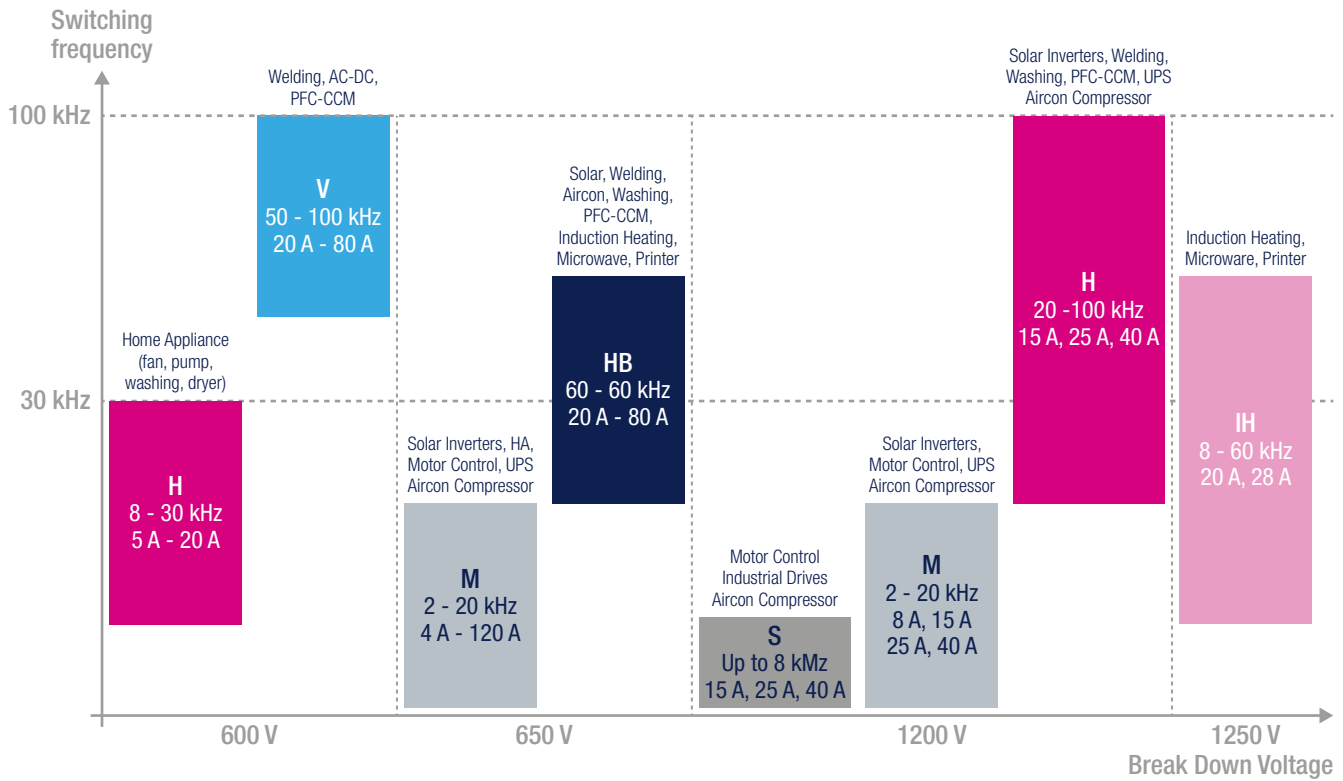 Switching
frequency
100 kHz
30 kHz
Welding, AC-DC,
PFC-CCM
V
50 - 100 kHz
20 A - 80 A
Home Appliance
(fan, pump,
washing, dryer)
H
8 - 30 kHz
5 A - 20 A
Solar, Welding,
Aircon, Washing,
PFC-CCM,
Induction Heating,
Microwave, Printer
HB
60 - 60 kHz
20 A - 80 A
Solar Inverters, HA,
Motor Control, UPS
Aircon Compressor
M
2 - 20 kHz
4 A - 120 A
Motor Control
Industrial Drives
Aircon Compressor
S
Up to 8 kMz
15 A, 25 A, 40 A
Solar Inverters,
Motor Control, UPS
Aircon Compressor
M
2 - 20 kHz
8 A, 15 A
25 A, 40 A
Solar Inverters, Welding,
Washing, PFC-CCM, UPS
Aircon Compressor
H
20 -100 kHz
15 A, 25 A, 40 A
Induction Heating,
Microware, Printer
IH
8 - 60 kHz
20 A, 28 A
600 V
650 V
1200 V
1250 V
Break Down Voltage